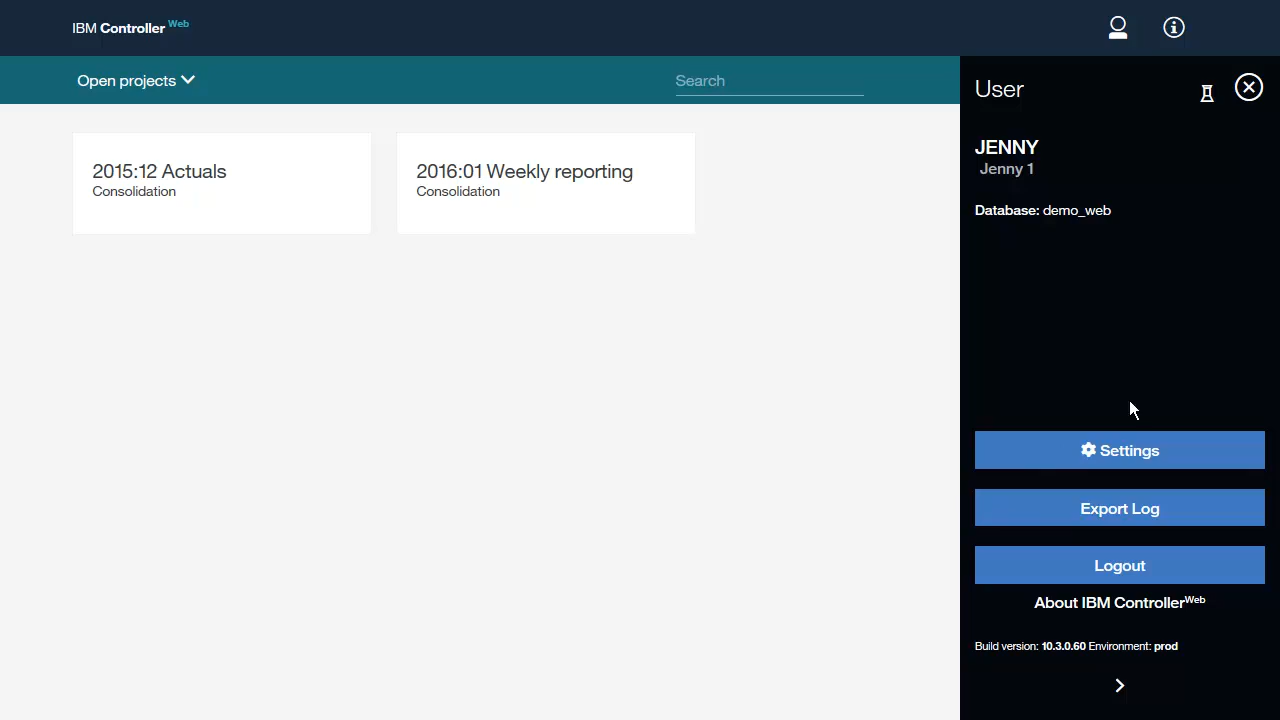 IBM Controller Web
Open projects
Search
2015:12 Actuals
Consolidation
2016:01 Weekly reporting
Consolidation
User
JENNY
Jenny 1
Database: demo_web
Settings
Export Log
Logout
About IBM ControllerWeb
Build version: 10.3.0.60 Environment: prod